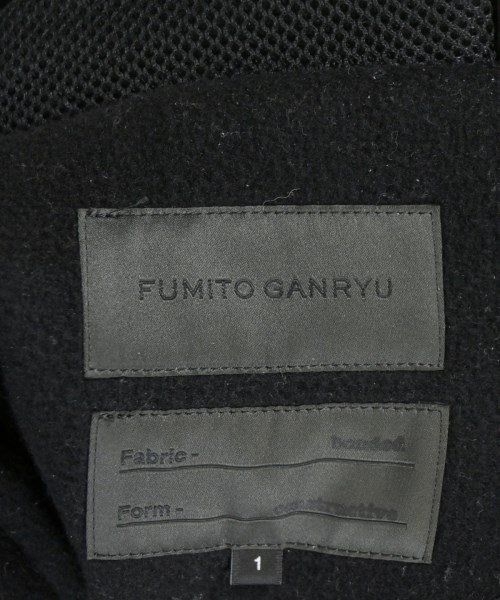 FUMITO GANRYU
Fabric - bonded.
Form - constructive
1